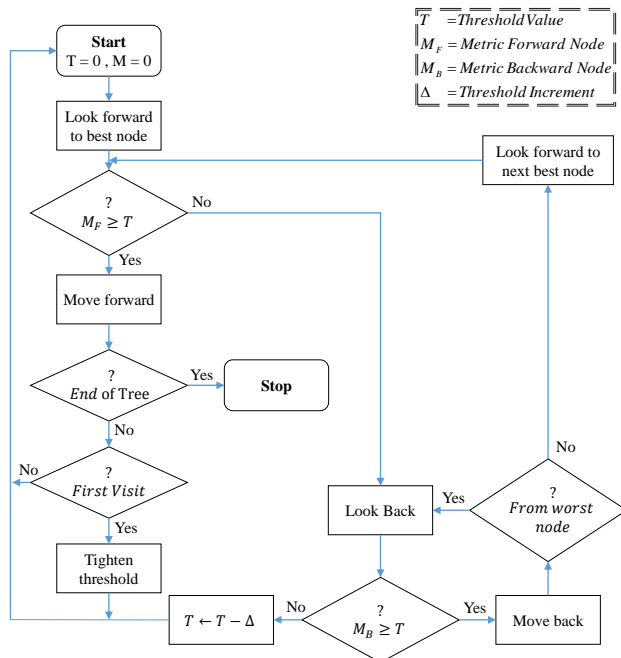 Start
T = 0 , M = 0
T =Threshold Value
M_F =Metric Forward Node
M_B =Metric Backward Node
Δ =Threshold Increment
Look forward
to best node
Look forward to
next best node
?
M_F ≥ T
No
Yes
Move forward
?
End of Tree
Yes
Stop
No
?
First Visit
No
Yes
Tighten
threshold
Look Back
Yes
?
From worst
node
No
T ← T − Δ
No
?
M_B ≥ T
Yes
Move back